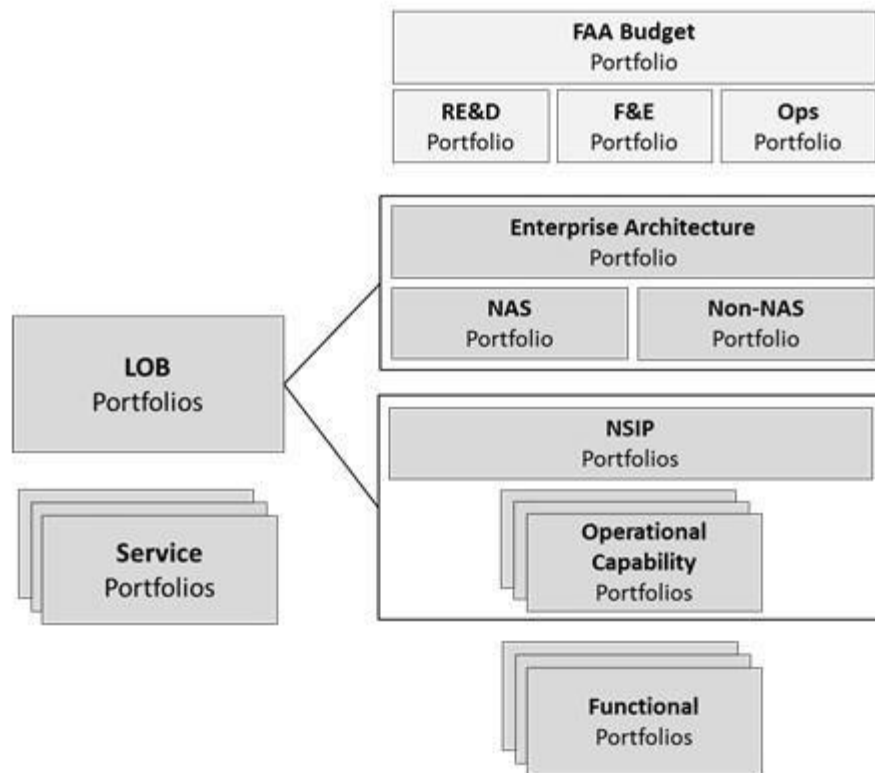 FAA Budget
Portfolio
RE&D
Portfolio
F&E
Portfolio
Ops
Portfolio
Enterprise Architecture
Portfolio
NAS
Portfolio
Non-NAS
Portfolio
LOB
Portfolios
NSIP
Portfolios
Service
Portfolios
Operational
Capability
Portfolios
Functional
Portfolios